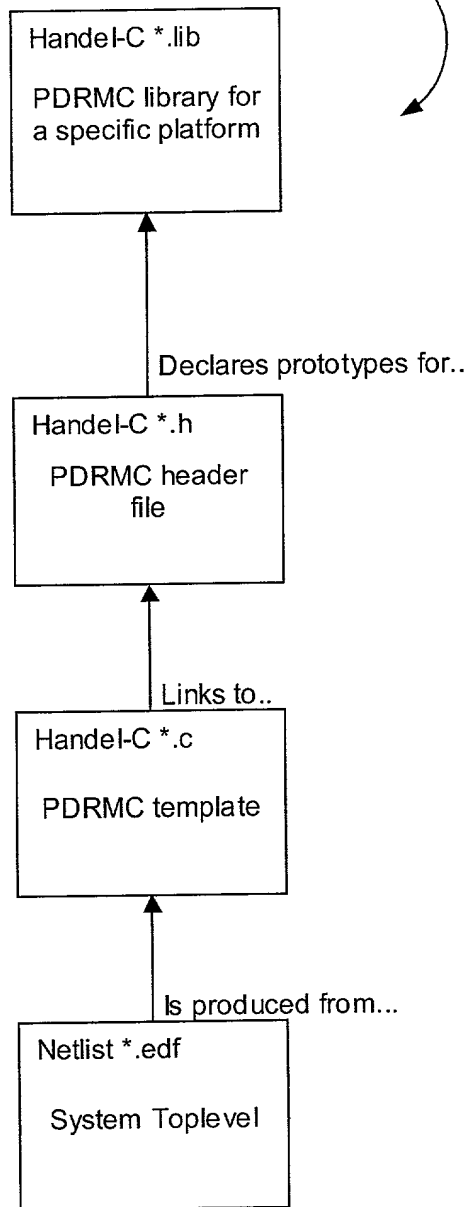 Handel-C *.lib
PDRMC library for
a specific platform
Declares prototypes for..
Handel-C *.h
PDRMC header
file
Links to..
Handel-C *.c
PDRMC template
Is produced from...
Netlist *.edf
System Toplevel